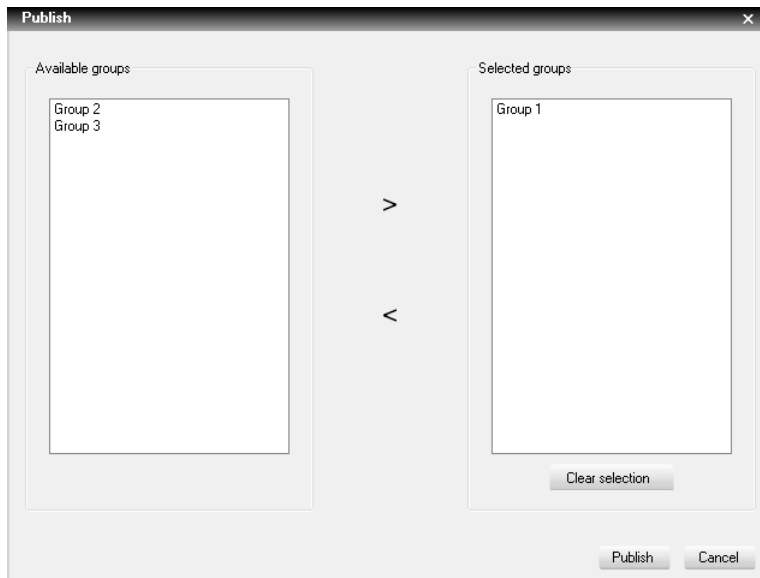 Publish
Available groups
Group 2
Group 3
>
<
Selected groups
Group 1
Clear selection
Publish
Cancel